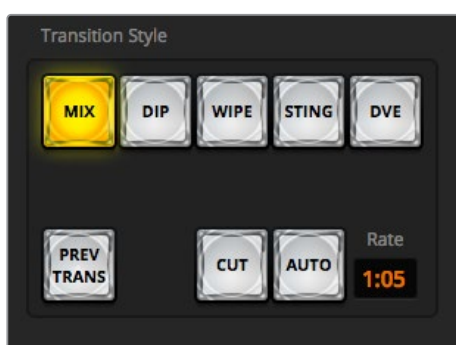 Transition Style
MIX DIP WIPE STING DVE
Rate
PREV
TRANS
CUT AUTO 1:05